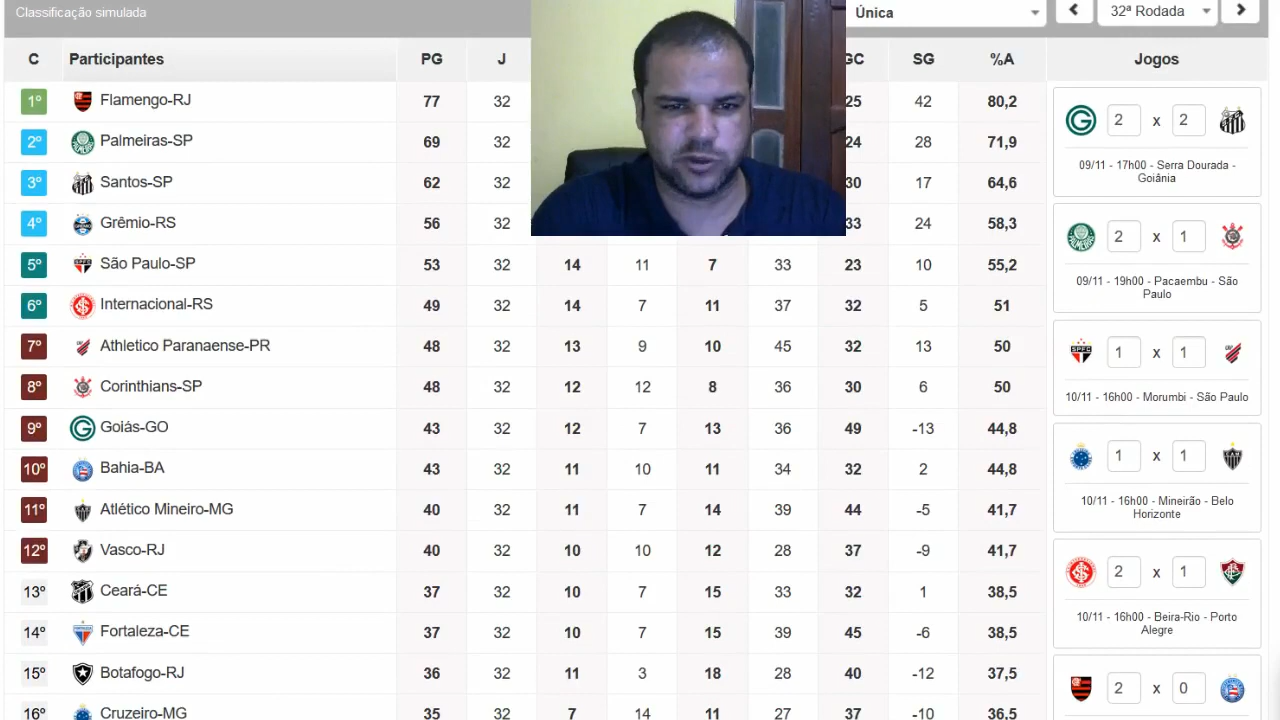 Classificação simulada
Única
32ª Rodada
C Participantes PG J GC SG %A Jogos
1º Flamengo-RJ 77 32 25 42 80,2
2º Palmeiras-SP 69 32 24 28 71,9
3º Santos-SP 62 32 30 17 64,6
4º Grêmio-RS 56 32 33 24 58,3
5º São Paulo-SP 53 32 14 11 7 33 23 10 55,2
6º Internacional-RS 49 32 14 7 11 37 32 5 51
7º Athletico Paranaense-PR 48 32 13 9 10 45 32 13 50
8º Corinthians-SP 48 32 12 12 8 36 30 6 50
9º Goiás-GO 43 32 12 7 13 36 49 -13 44,8
10º Bahia-BA 43 32 11 10 11 34 32 2 44,8
11º Atlético Mineiro-MG 40 32 11 7 14 39 44 -5 41,7
12º Vasco-RJ 40 32 10 10 12 28 37 -9 41,7
13º Ceará-CE 37 32 10 7 15 33 32 1 38,5
14º Fortaleza-CE 37 32 10 7 15 39 45 -6 38,5
15º Botafogo-RJ 36 32 11 3 18 28 40 -12 37,5
16º Cruzeiro-MG 35 32 7 14 11 27 37 -10 36,5
2 x 2
09/11 - 17h00 - Serra Dourada -
Goiânia
2 x 1
09/11 - 19h00 - Pacaembu - São
Paulo
1 x 1
10/11 - 16h00 - Morumbi - São Paulo
1 x 1
10/11 - 16h00 - Mineirão - Belo
Horizonte
2 x 1
10/11 - 16h00 - Beira-Rio - Porto
Alegre
2 x 0